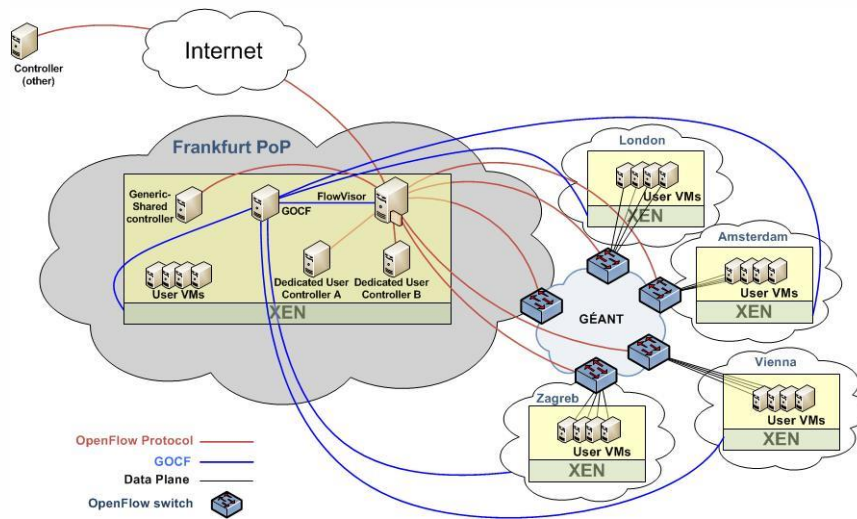 Internet
Controller
(other)
Frankfurt PoP
Generic-
Shared
controller
GOCF
FlowVisor
User VMs
Dedicated User
Controller A
Dedicated User
Controller B
XEN
London
User VMs
XEN
Amsterdam
User VMs
XEN
GÉANT
Vienna
User VMs
XEN
Zagreb
User VMs
XEN
OpenFlow Protocol
GOCF
Data Plane
OpenFlow switch